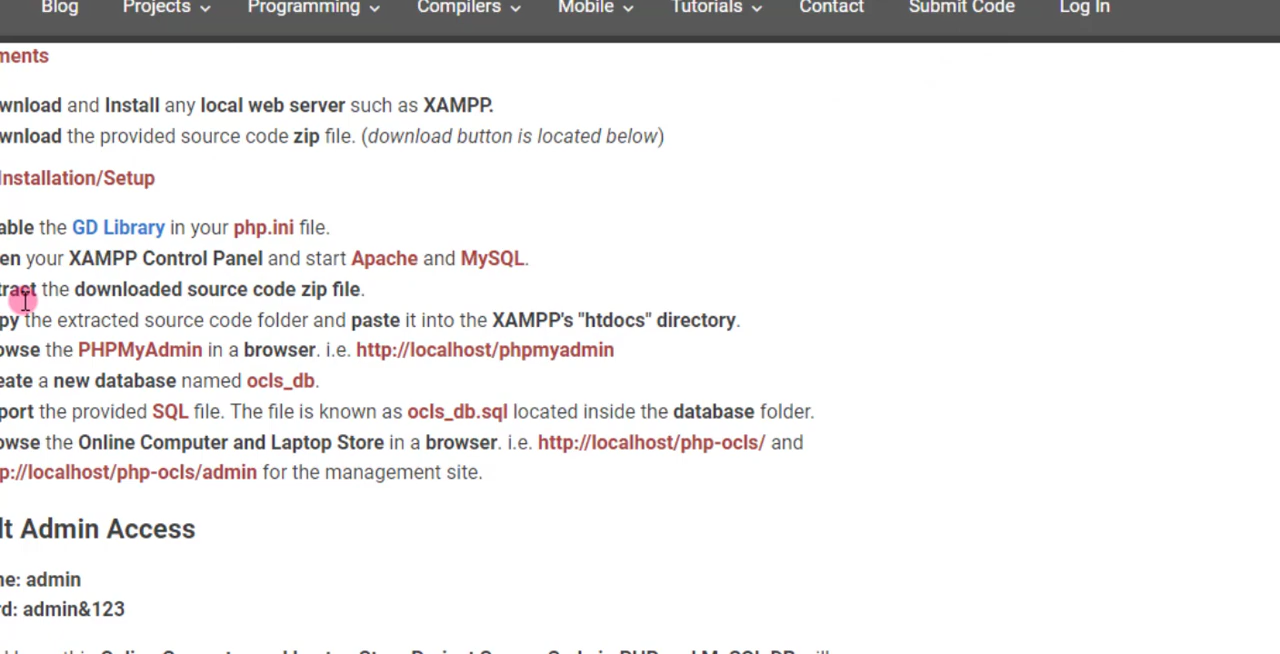 Blog Projects Programming Compilers Mobile Tutorials Contact Submit Code Log In
ments
wnload and Install any local web server such as XAMPP.
wnload the provided source code zip file. (download button is located below)
Installation/Setup
able the GD Library in your php.ini file.
en your XAMPP Control Panel and start Apache and MySQL.
tract the downloaded source code zip file.
py the extracted source code folder and paste it into the XAMPP's "htdocs" directory.
owse the PHPMyAdmin in a browser. i.e. http://localhost/phpmyadmin
eate a new database named ocls_db.
port the provided SQL file. The file is known as ocls_db.sql located inside the database folder.
owse the Online Computer and Laptop Store in a browser. i.e. http://localhost/php-ocls/ and
p://localhost/php-ocls/admin for the management site.
lt Admin Access
ne: admin
rd: admin&123